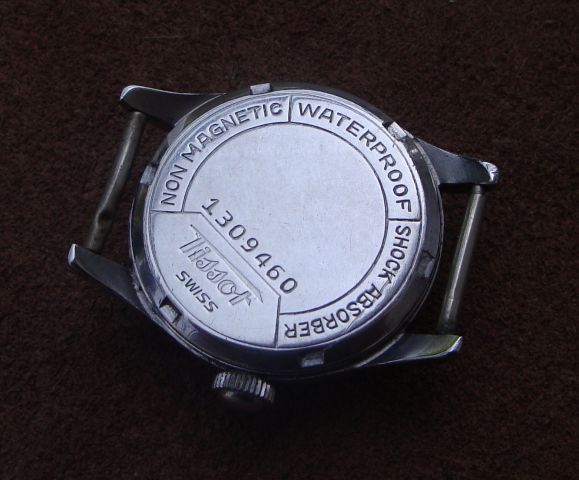 NON MAGNETIC
WATERPROOF
SHOCK-ABSORBER
1309460
Tissot
SWISS